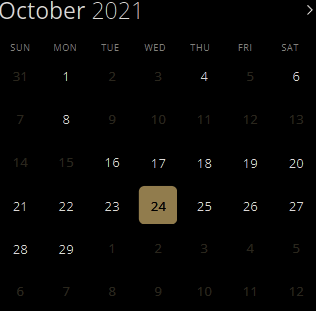 October 2021
SUN MON TUE WED THU FRI SAT
31 1 2 3 4 5 6
7 8 9 10 11 12 13
14 15 16 17 18 19 20
21 22 23 24 25 26 27
28 29 1 2 3 4 5
6 7 8 9 10 11 12